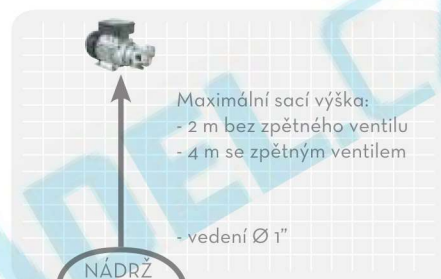 Maximální sací výška:
- 2 m bez zpětného ventilu
- 4 m se zpětným ventilem
- vedení Ø 1"
NÁDRŽ